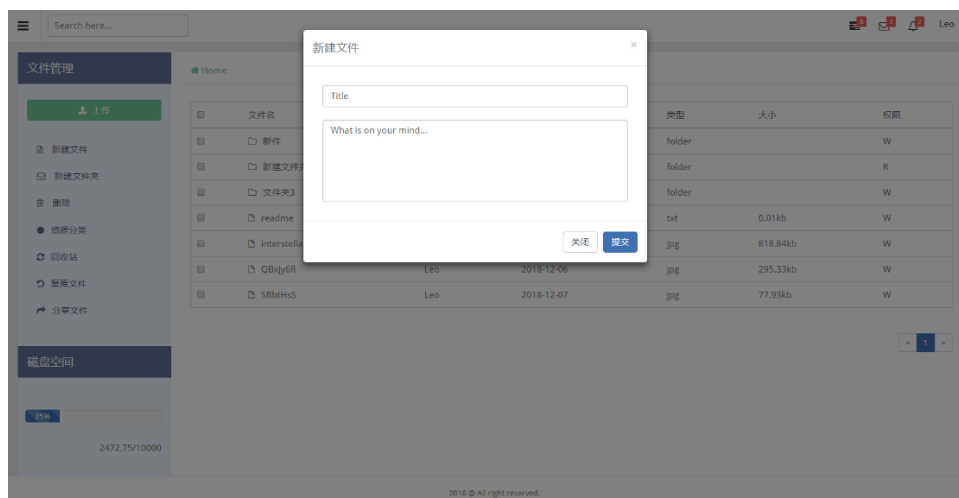 Search here...
Leo
文件管理
上传
新建文件
新建文件夹
删除
资源分类
回收站
复原文件
分享文件
磁盘空间
25%
2472.75/10000
Home
文件名 类型 大小 权限
新件 folder W
新建文件 folder R
文件夹3 folder W
readme txt 0.01kb W
Interstella jpg 818.84kb W
QBxjy6R Leo 2018-12-06 jpg 295.33kb W
SBbtHsS Leo 2018-12-07 jpg 77.93kb W
« 1 »
新建文件 ×
Title
What is on your mind...
关闭 提交
2018 @ All right reserved.